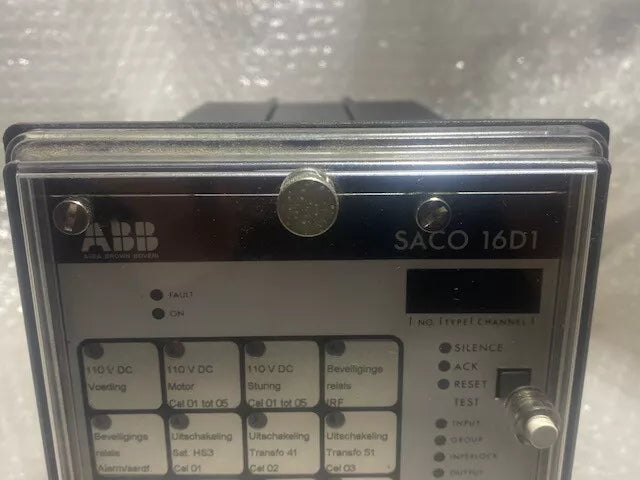 ABB
ASEA BROWN BOVERI
SACO 16D1
FAULT
ON
NO. TYPE CHANNEL
SILENCE
ACK
RESET
TEST
INPUT
GROUP
INTERLOCK
OUTPUT
110 V DC
Voeding
110 V DC
Motor
Cel 01 tot 05
110 V DC
Sturing
Cel 01 tot 05
Beveiligings
relais
IRF
Beveiligings
relais
Alarm/aardf
Uitschakeling
Sat. HS3
Cel 01
Uitschakeling
Transfo 41
Cel 02
Uitschakeling
Transfo S1
Cel 03